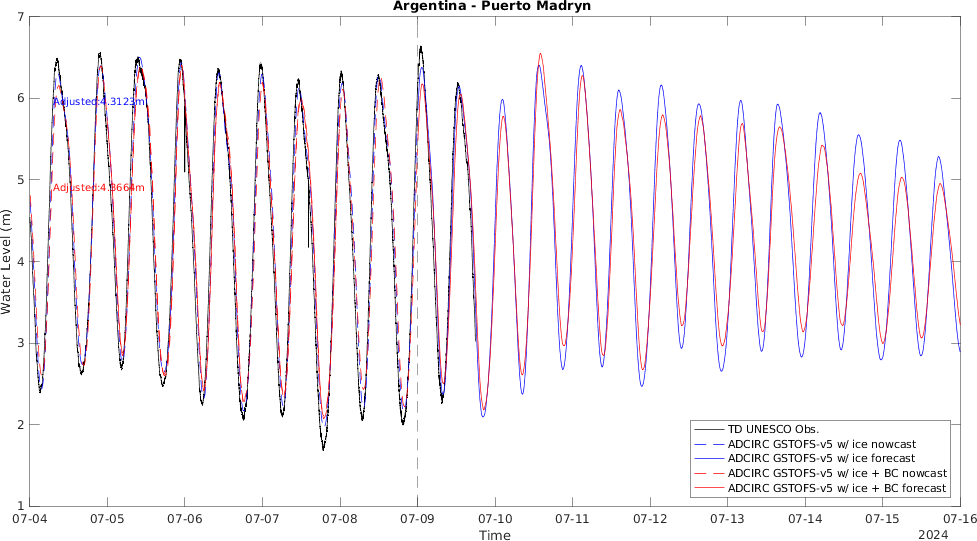 Argentina - Puerto Madryn
7
6
5
4
3
2
1
Water Level (m)
Adjusted:4.3123m
Adjusted:4.3664m
TD UNESCO Obs.
ADCIRC GSTOFS-v5 w/ ice nowcast
ADCIRC GSTOFS-v5 w/ ice forecast
ADCIRC GSTOFS-v5 w/ ice + BC nowcast
ADCIRC GSTOFS-v5 w/ ice + BC forecast
07-04 07-05 07-06 07-07 07-08 07-09 07-10 07-11 07-12 07-13 07-14 07-15 07-16
Time
2024